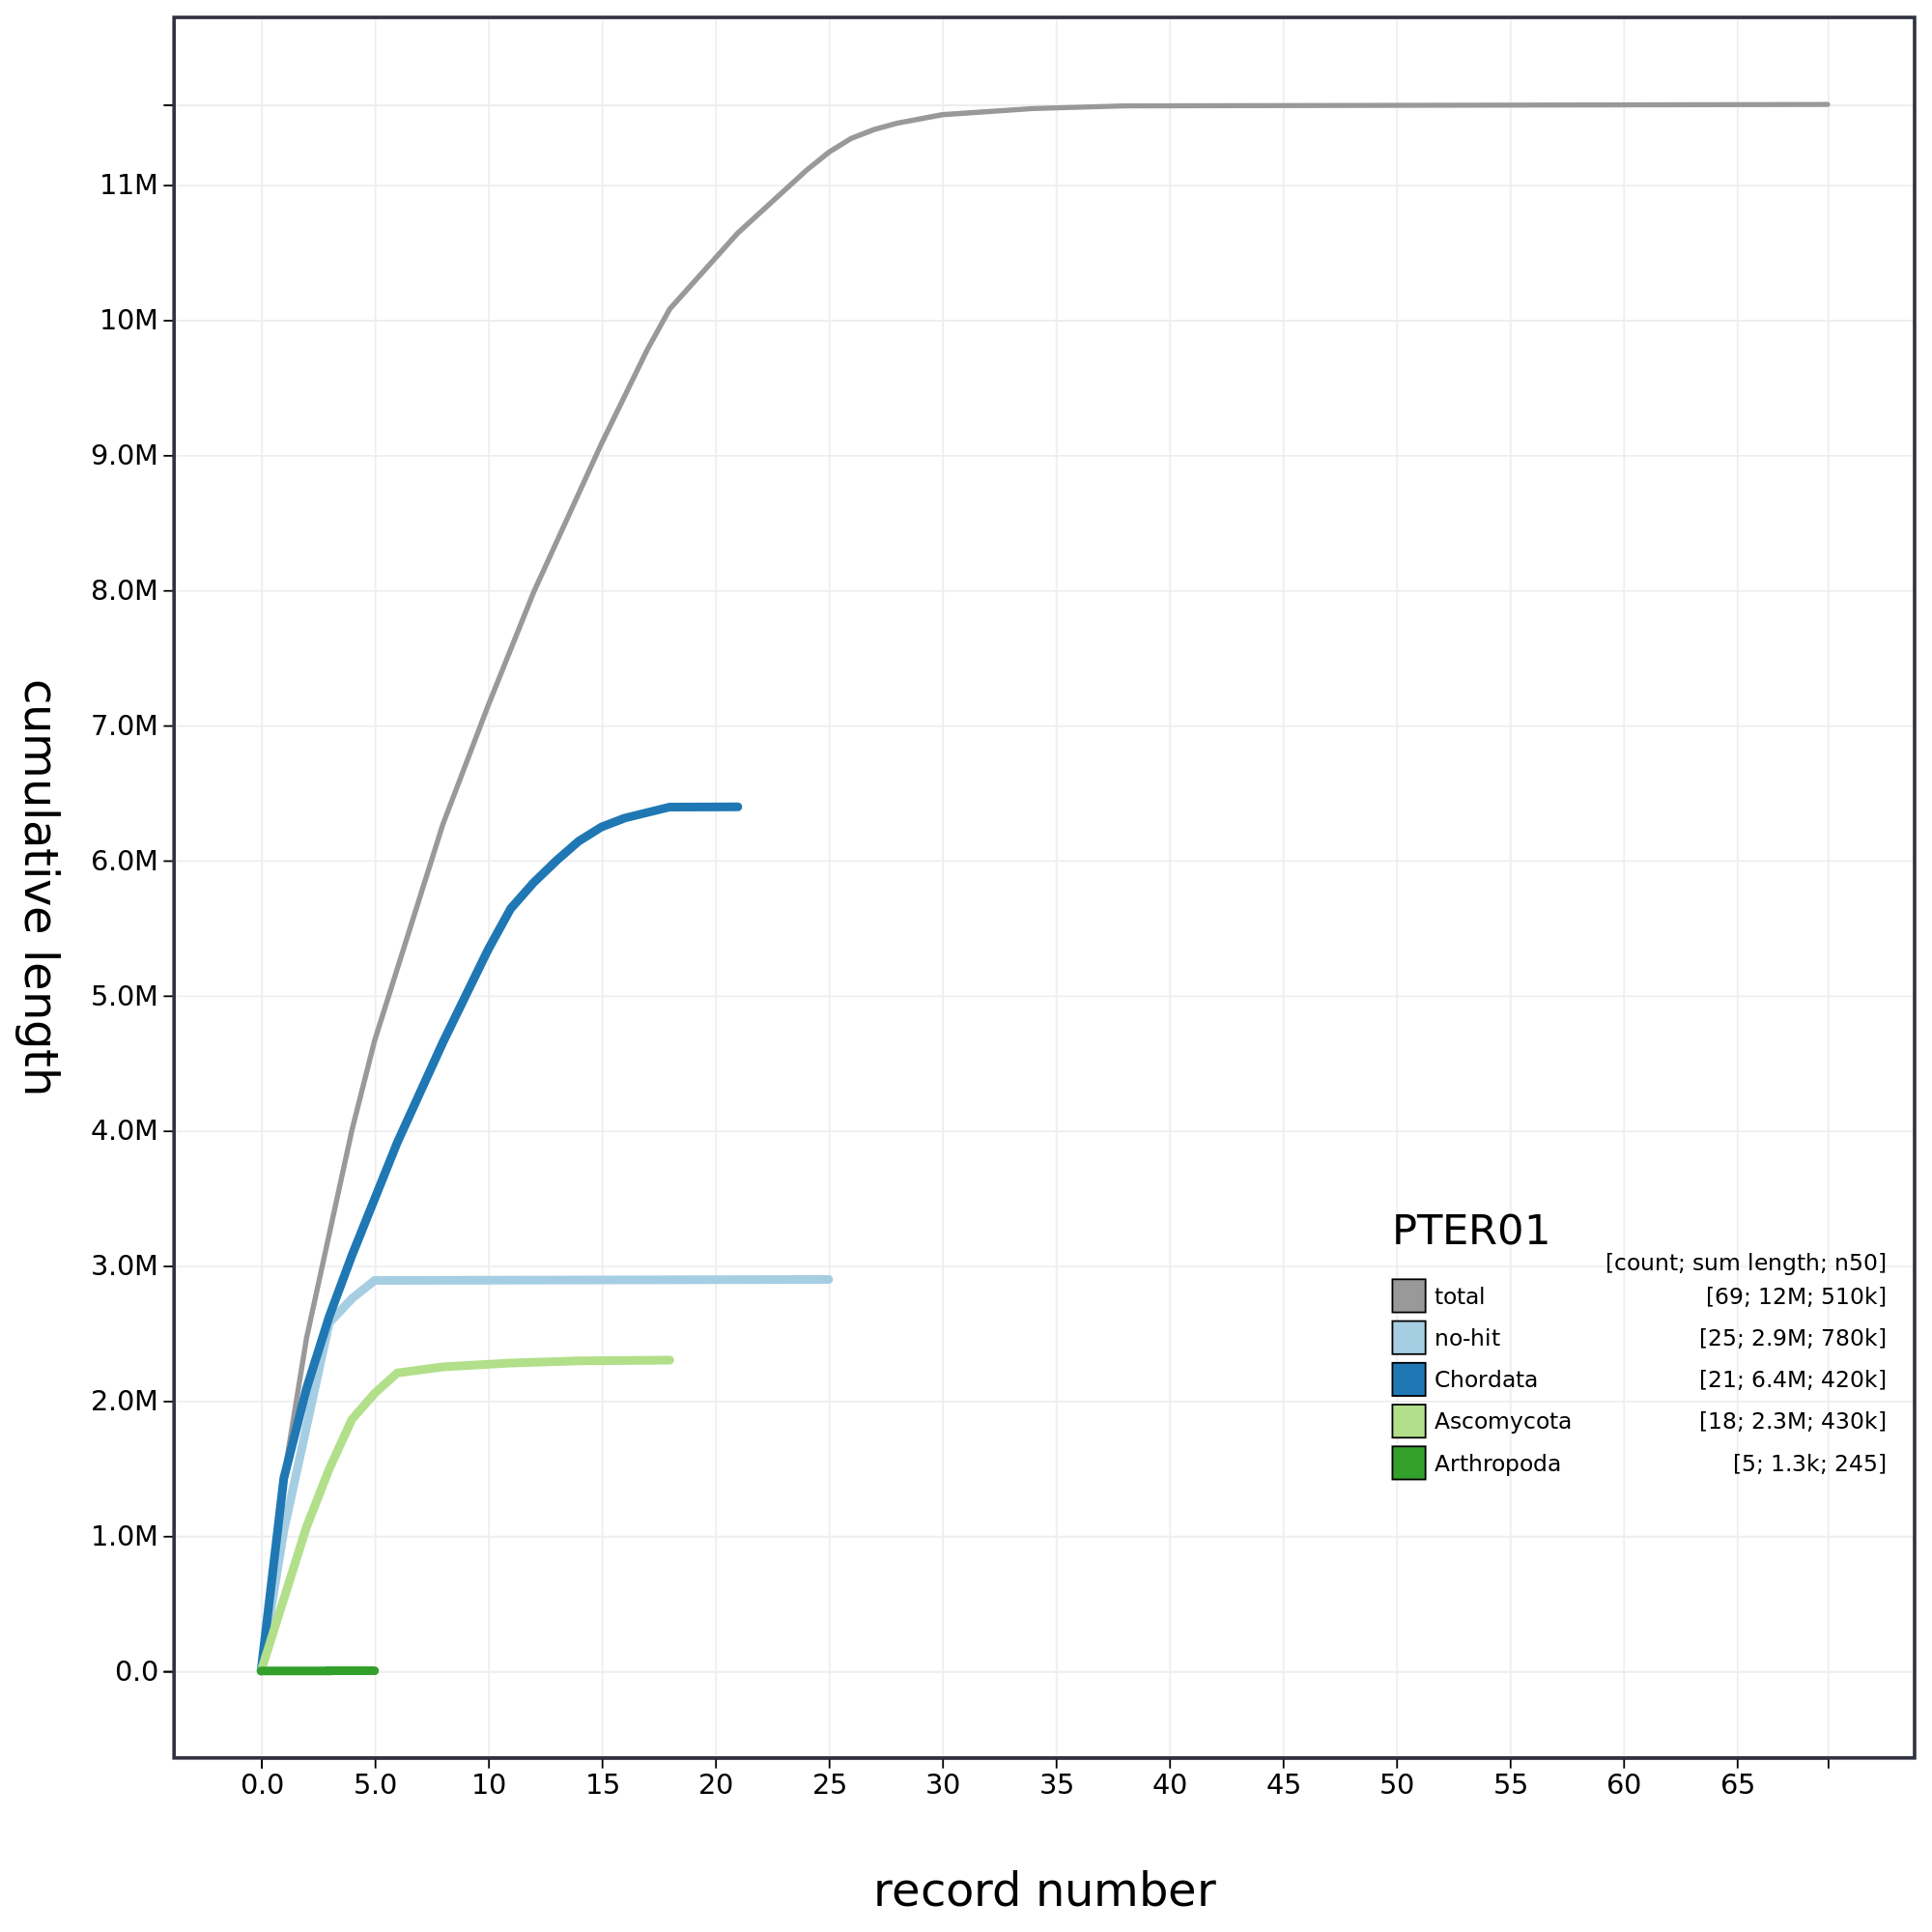 11M
10M
9.0M
8.0M
7.0M
6.0M
5.0M
4.0M
3.0M
2.0M
1.0M
0.0
cumulative length
PTER01
[count; sum length; n50]
total [69; 12M; 510k]
no-hit [25; 2.9M; 780k]
Chordata [21; 6.4M; 420k]
Ascomycota [18; 2.3M; 430k]
Arthropoda [5; 1.3k; 245]
0.0 5.0 10 15 20 25 30 35 40 45 50 55 60 65
record number